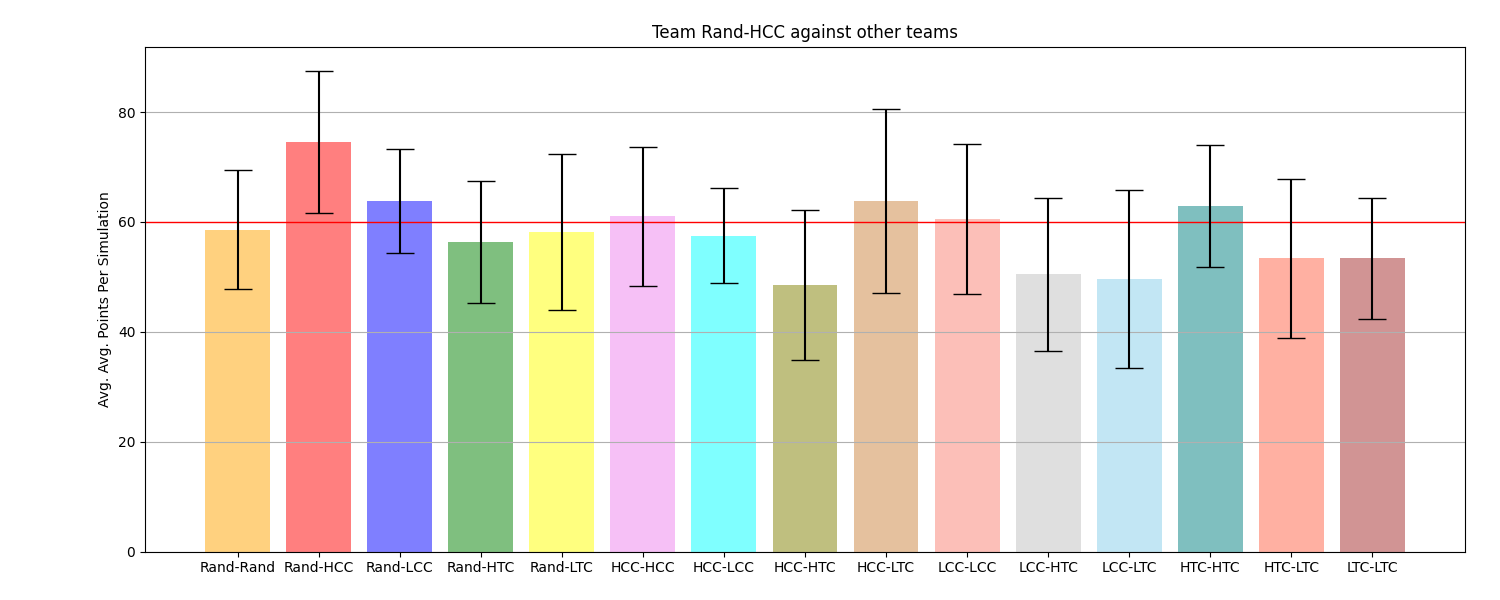 Team Rand-HCC against other teams
Avg. Avg. Points Per Simulation
80
60
40
20
0
Rand-Rand Rand-HCC Rand-LCC Rand-HTC Rand-LTC HCC-HCC HCC-LCC HCC-HTC HCC-LTC LCC-LCC LCC-HTC LCC-LTC HTC-HTC HTC-LTC LTC-LTC